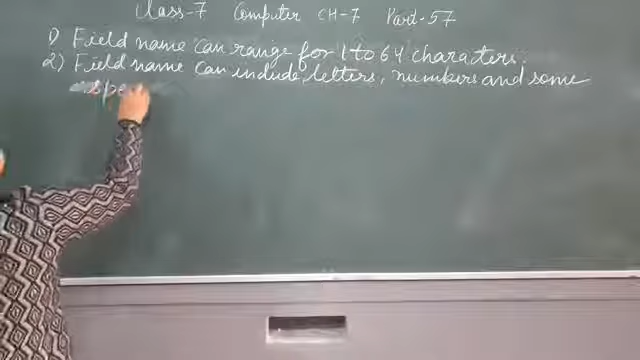 Class-7 Computer CH-7 Part-57
1) Field name can range for 1 to 64 characters.
2) Field name can include letters, numbers and some
spe